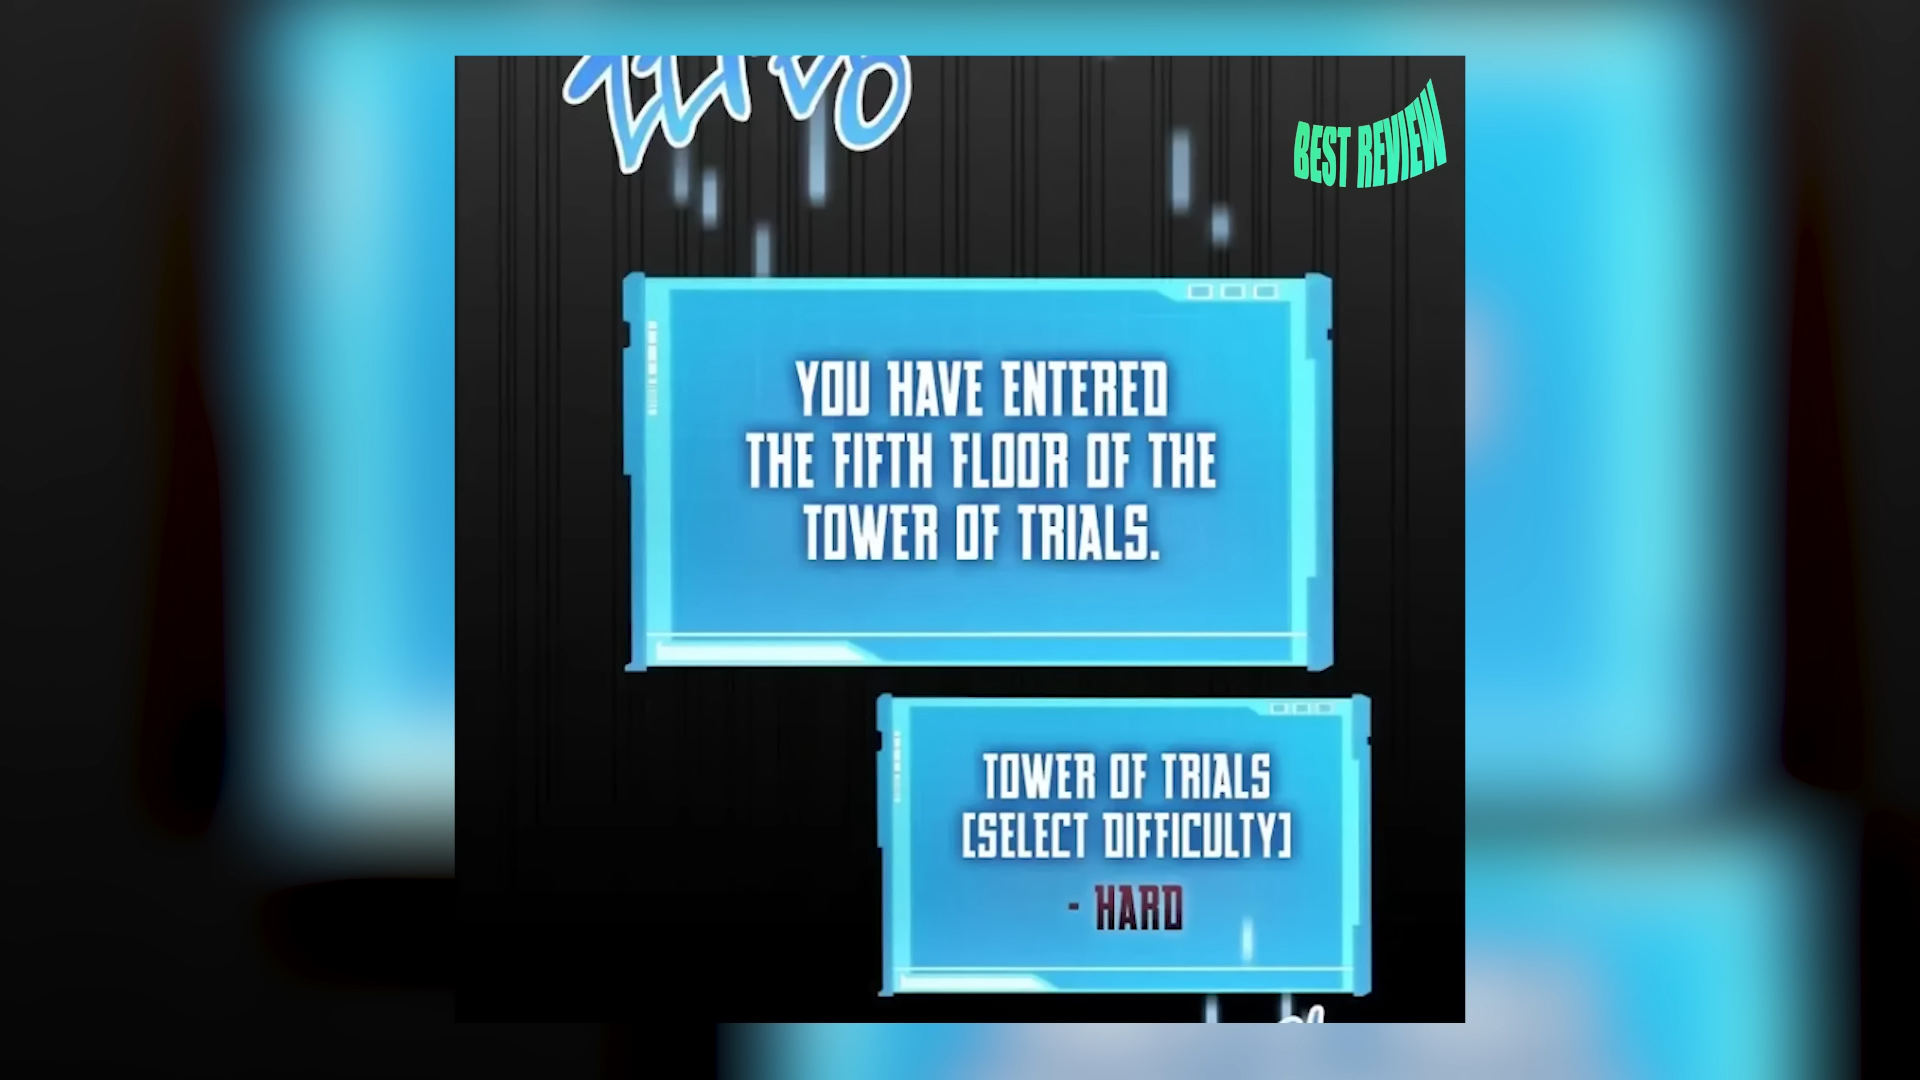 BEST REVIEW
YOU HAVE ENTERED
THE FIFTH FLOOR OF THE
TOWER OF TRIALS.
TOWER OF TRIALS
[SELECT DIFFICULTY]
- HARD